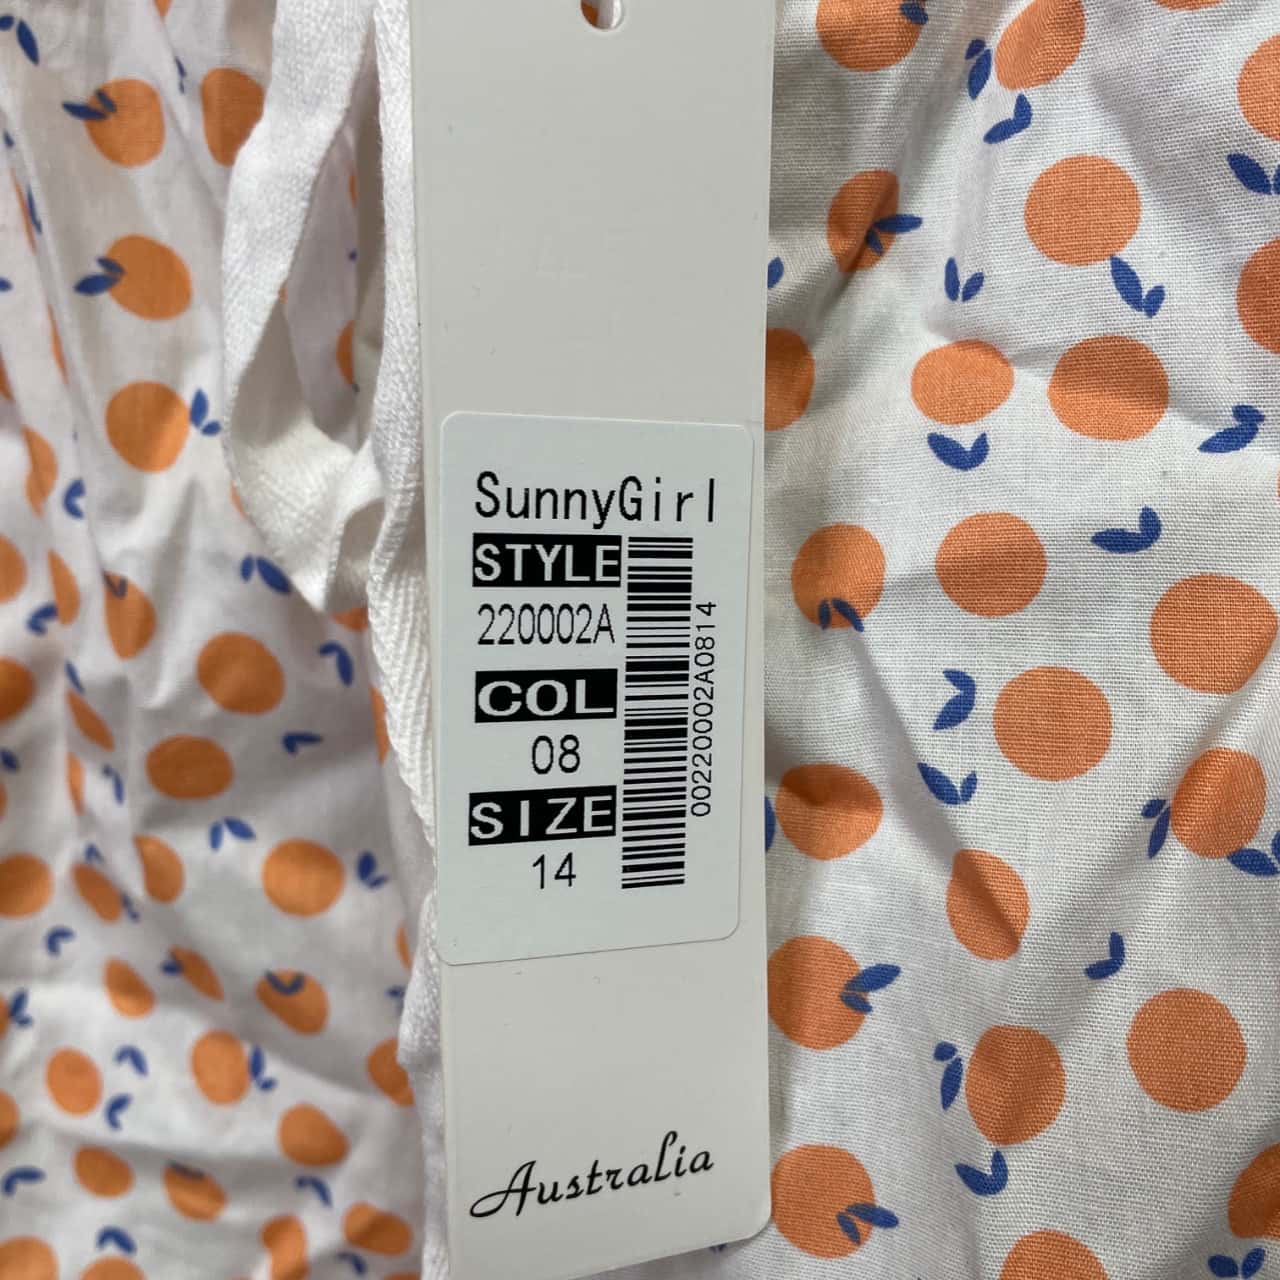 SunnyGirl
STYLE
220002A
COL
08
SIZE
14
00220002A0814
Australia